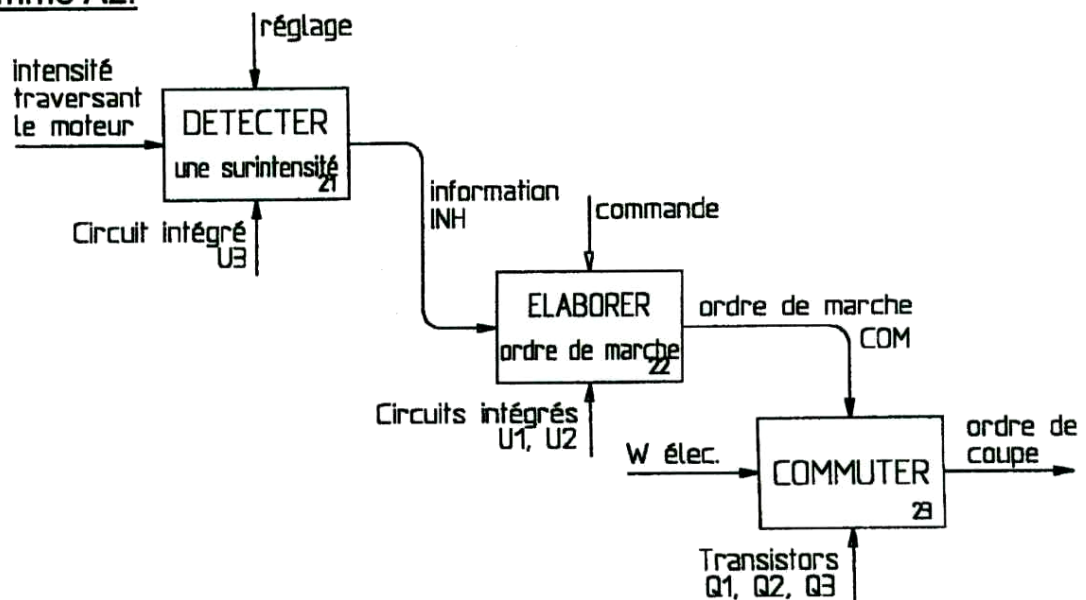 A2.
réglage
intensité
traversant
le moteur
DETECTER
une surintensité
21
Circuit intégré
U3
information
INH
commande
ELABORER
ordre de marche
22
Circuits intégrés
U1, U2
ordre de marche
COM
W élec.
COMMUTER
23
ordre de
coupe
Transistors
Q1, Q2, Q3